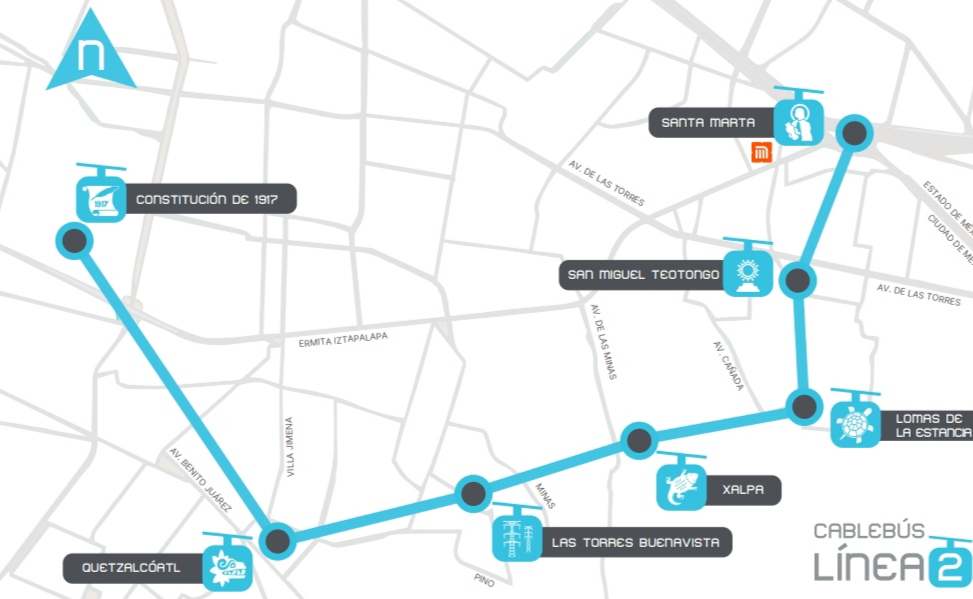 n
SANTA MARTA
AV. DE LAS TORRES
1917
CONSTITUCIÓN DE 1917
ESTADO DE MÉX
CIUDAD DE MÉ
SAN MIGUEL TEOTONGO
AV. DE LAS TORRES
ERMITA IZTAPALAPA
AV. DE LAS MINAS
AV. CAÑADA
LOMAS DE
LA ESTANCIA
VILLA JIMENA
AV. BENITO JUÁREZ
XALPA
MINAS
LAS TORRES BUENAVISTA
QUETZALCÓATL
PINO
CABLEBÚS
LÍNEA 2